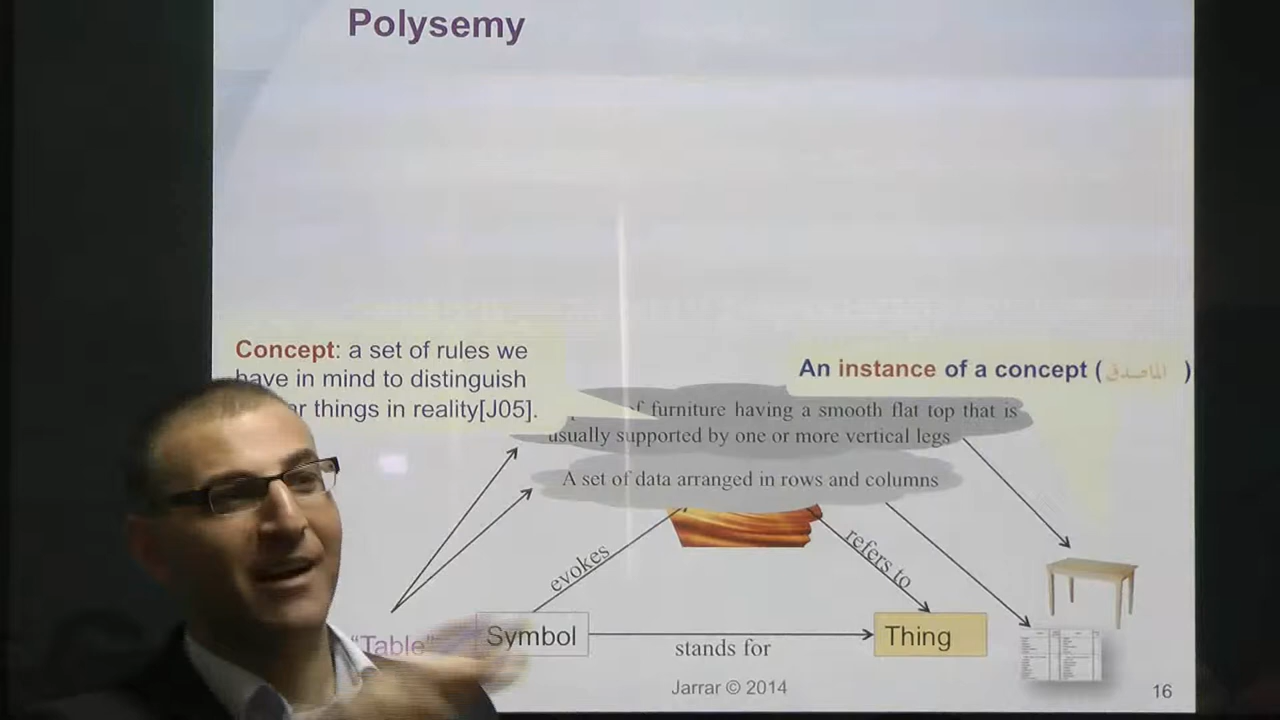 Polysemy
Concept: a set of rules we
have in mind to distinguish
things in reality[J05].
An instance of a concept (الماصدق)
of furniture having a smooth flat top that is
usually supported by one or more vertical legs
A set of data arranged in rows and columns
evokes
refers to
"Table"
Symbol
stands for
Thing
Jarrar © 2014
16